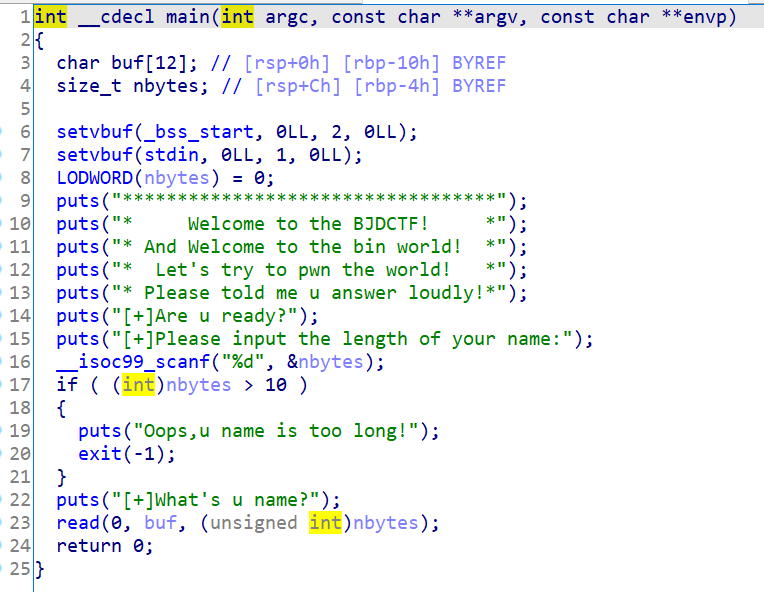 1 int __cdecl main(int argc, const char **argv, const char **envp)
2 {
3   char buf[12]; // [rsp+0h] [rbp-10h] BYREF
4   size_t nbytes; // [rsp+Ch] [rbp-4h] BYREF
5
6   setvbuf(_bss_start, 0LL, 2, 0LL);
7   setvbuf(stdin, 0LL, 1, 0LL);
8   LODWORD(nbytes) = 0;
9   puts("**********************************");
10   puts("*     Welcome to the BJDCTF!     *");
11   puts("* And Welcome to the bin world!  *");
12   puts("*  Let's try to pwn the world!   *");
13   puts("* Please told me u answer loudly!*");
14   puts("[+]Are u ready?");
15   puts("[+]Please input the length of your name:");
16   __isoc99_scanf("%d", &nbytes);
17   if ( (int)nbytes > 10 )
18   {
19     puts("Oops,u name is too long!");
20     exit(-1);
21   }
22   puts("[+]What's u name?");
23   read(0, buf, (unsigned int)nbytes);
24   return 0;
25 }